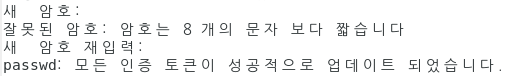 새 암호:
잘못된 암호: 암호는 8 개의 문자 보다 짧습니다
새 암호 재입력:
passwd: 모든 인증 토큰이 성공적으로 업데이트 되었습니다.